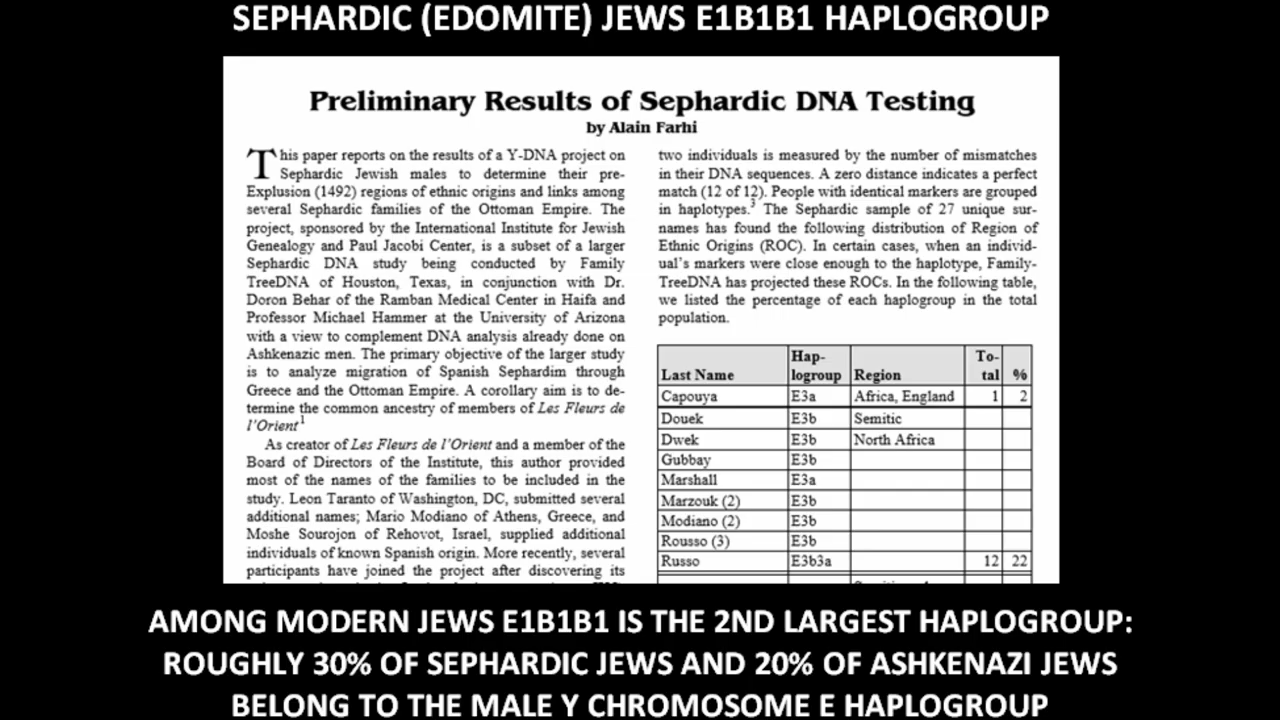 SEPHARDIC (EDOMITE) JEWS E1B1B1 HAPLOGROUP
Preliminary Results of Sephardic DNA Testing
by Alain Farhi
This paper reports on the results of a Y-DNA project on
Sephardic Jewish males to determine their pre-
Explusion (1492) regions of ethnic origins and links among
several Sephardic families of the Ottoman Empire. The
project, sponsored by the International Institute for Jewish
Genealogy and Paul Jacobi Center, is a subset of a larger
Sephardic DNA study being conducted by Family
TreeDNA of Houston, Texas, in conjunction with Dr.
Doron Behar of the Ramban Medical Center in Haifa and
Professor Michael Hammer at the University of Arizona
with a view to complement DNA analysis already done on
Ashkenazic men. The primary objective of the larger study
is to analyze migration of Spanish Sephardim through
Greece and the Ottoman Empire. A corollary aim is to de-
termine the common ancestry of members of Les Fleurs de
l'Orient1
As creator of Les Fleurs de l'Orient and a member of the
Board of Directors of the Institute, this author provided
most of the names of the families to be included in the
study. Leon Taranto of Washington, DC, submitted several
additional names; Mario Modiano of Athens, Greece, and
Moshe Sourojon of Rehovot, Israel, supplied additional
individuals of known Spanish origin. More recently, several
participants have joined the project after discovering its
two individuals is measured by the number of mismatches
in their DNA sequences. A zero distance indicates a perfect
match (12 of 12). People with identical markers are grouped
in haplotypes.3 The Sephardic sample of 27 unique sur-
names has found the following distribution of Region of
Ethnic Origins (ROC). In certain cases, when an individ-
ual's markers were close enough to the haplotype, Family-
TreeDNA has projected these ROCs. In the following table,
we listed the percentage of each haplogroup in the total
population.
Last Name Hap-logroup Region To-tal %
Capouya E3a Africa, England 1 2
Douek E3b Semitic
Dwek E3b North Africa
Gubbay E3b
Marshall E3a
Marzouk (2) E3b
Modiano (2) E3b
Rousso (3) E3b
Russo E3b3a 12 22
AMONG MODERN JEWS E1B1B1 IS THE 2ND LARGEST HAPLOGROUP:
ROUGHLY 30% OF SEPHARDIC JEWS AND 20% OF ASHKENAZI JEWS
BELONG TO THE MALE Y CHROMOSOME E HAPLOGROUP